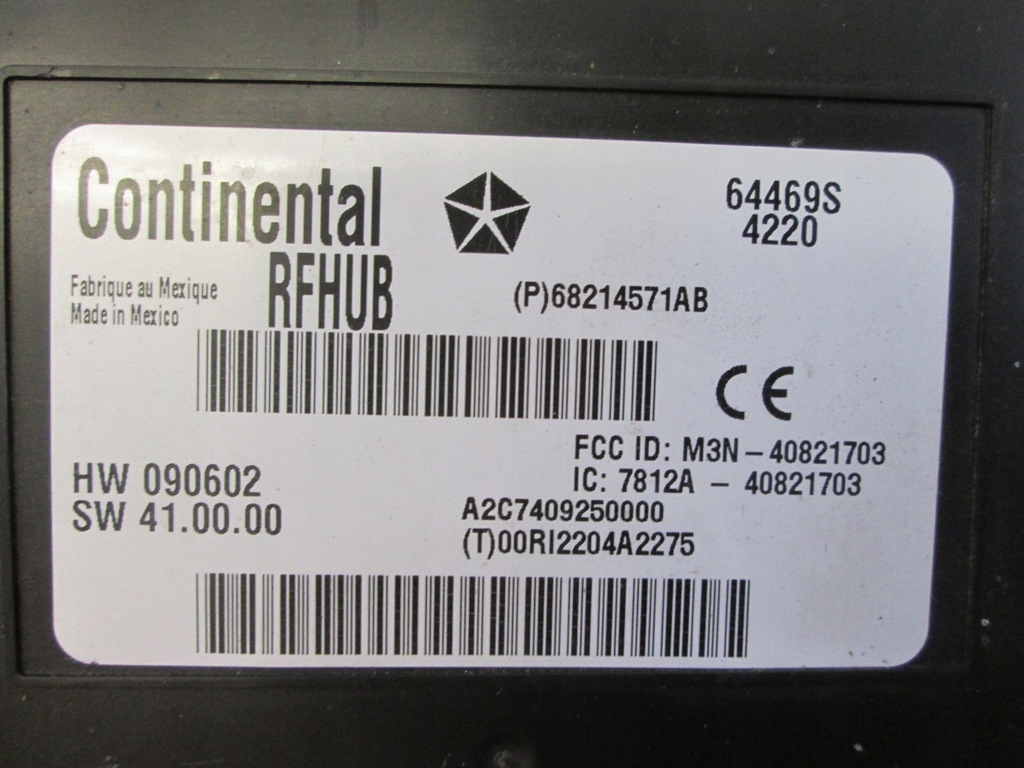 Continental
64469S
4220
Fabrique au Mexique
Made in Mexico
RFHUB
(P)68214571AB
CE
FCC ID: M3N-40821703
IC: 7812A - 40821703
HW 090602
SW 41.00.00
A2C7409250000
(T)00RI2204A2275